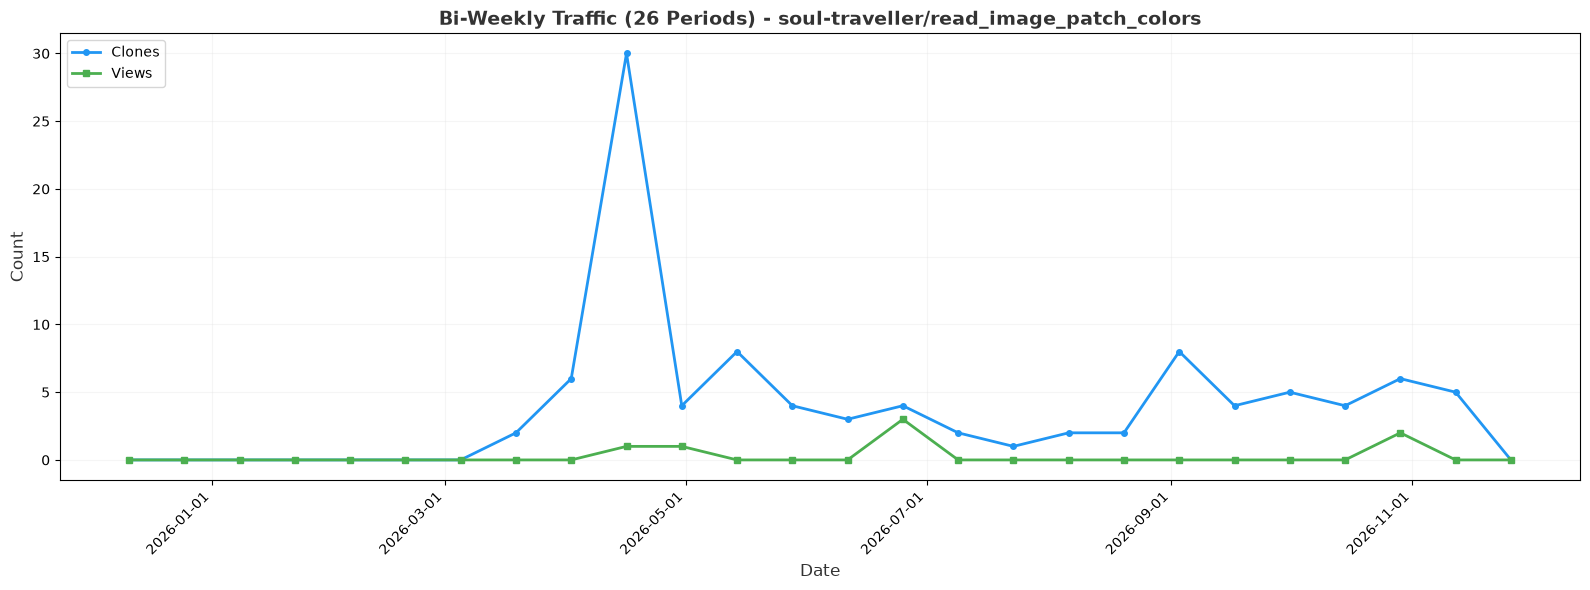 Bi-Weekly Traffic (26 Periods) - soul-traveller/read_image_patch_colors
Clones
Views
30
25
20
15
10
5
0
Count
2026-01-01
2026-03-01
2026-05-01
2026-07-01
2026-09-01
2026-11-01
Date